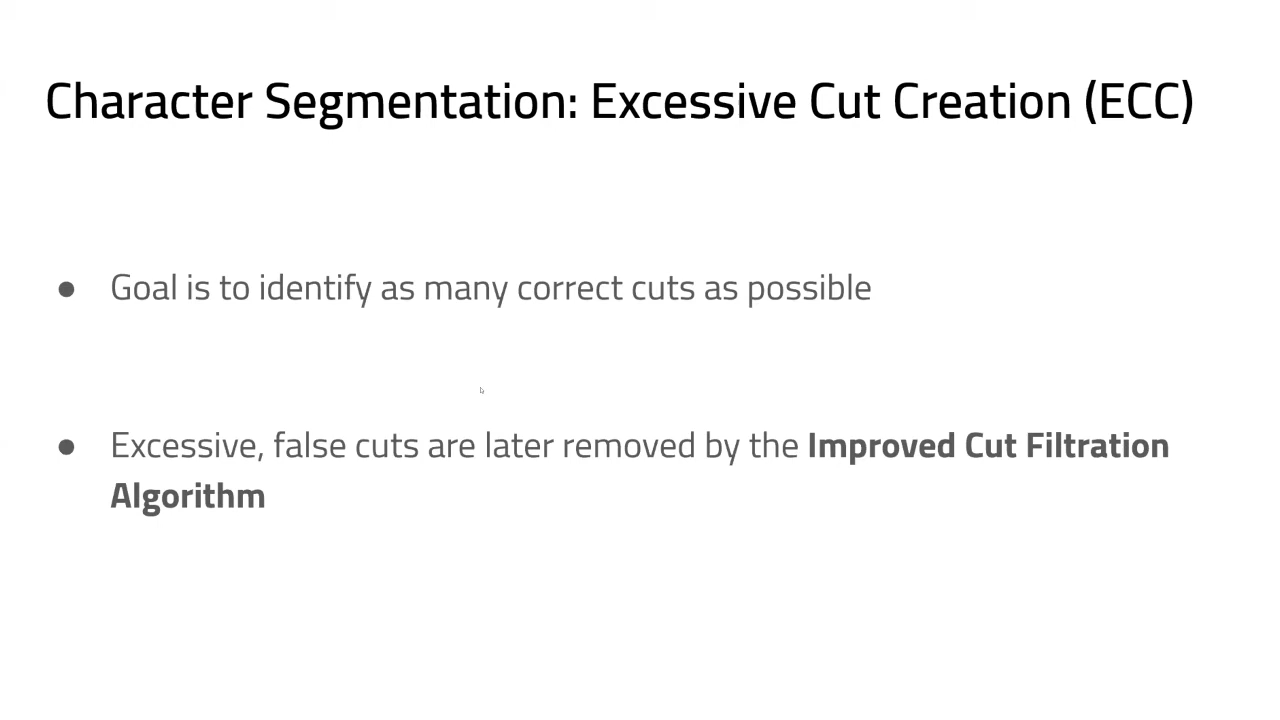 Character Segmentation: Excessive Cut Creation (ECC)
● Goal is to identify as many correct cuts as possible
● Excessive, false cuts are later removed by the Improved Cut Filtration
Algorithm